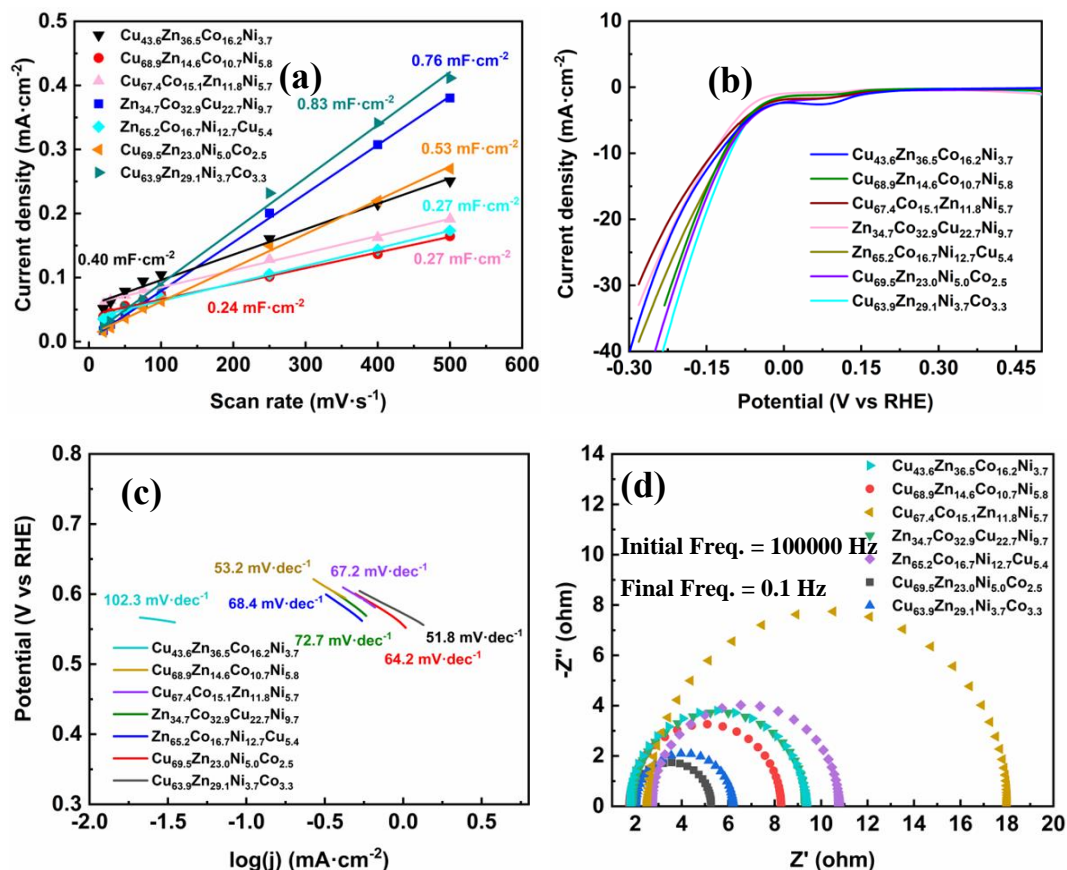 (a)
Current density (mA·cm⁻²)
0.5
0.4
0.3
0.2
0.1
0.0
Cu43.6Zn36.5Co16.2Ni3.7
Cu68.9Zn14.6Co10.7Ni5.8
Cu67.4Co15.1Zn11.8Ni5.7
Zn34.7Co32.9Cu22.7Ni9.7
Zn65.2Co16.7Ni12.7Cu5.4
Cu69.5Zn23.0Ni5.0Co2.5
Cu63.9Zn29.1Ni3.7Co3.3
0.76 mF·cm⁻²
0.83 mF·cm⁻²
0.53 mF·cm⁻²
0.27 mF·cm⁻²
0.40 mF·cm⁻²
0.24 mF·cm⁻²
0.27 mF·cm⁻²
0 100 200 300 400 500 600
Scan rate (mV·s⁻¹)
(b)
Current density (mA·cm⁻²)
10
0
-10
-20
-30
-40
Cu43.6Zn36.5Co16.2Ni3.7
Cu68.9Zn14.6Co10.7Ni5.8
Cu67.4Co15.1Zn11.8Ni5.7
Zn34.7Co32.9Cu22.7Ni9.7
Zn65.2Co16.7Ni12.7Cu5.4
Cu69.5Zn23.0Ni5.0Co2.5
Cu63.9Zn29.1Ni3.7Co3.3
-0.30 -0.15 0.00 0.15 0.30 0.45
Potential (V vs RHE)
(c)
Potential (V vs RHE)
0.8
0.7
0.6
0.5
0.4
0.3
53.2 mV·dec⁻¹
67.2 mV·dec⁻¹
102.3 mV·dec⁻¹
68.4 mV·dec⁻¹
72.7 mV·dec⁻¹
51.8 mV·dec⁻¹
64.2 mV·dec⁻¹
Cu43.6Zn36.5Co16.2Ni3.7
Cu68.9Zn14.6Co10.7Ni5.8
Cu67.4Co15.1Zn11.8Ni5.7
Zn34.7Co32.9Cu22.7Ni9.7
Zn65.2Co16.7Ni12.7Cu5.4
Cu69.5Zn23.0Ni5.0Co2.5
Cu63.9Zn29.1Ni3.7Co3.3
-2.0 -1.5 -1.0 -0.5 0.0 0.5
log(j) (mA·cm⁻²)
(d)
-Z'' (ohm)
14
12
10
8
6
4
2
0
Cu43.6Zn36.5Co16.2Ni3.7
Cu68.9Zn14.6Co10.7Ni5.8
Cu67.4Co15.1Zn11.8Ni5.7
Zn34.7Co32.9Cu22.7Ni9.7
Zn65.2Co16.7Ni12.7Cu5.4
Cu69.5Zn23.0Ni5.0Co2.5
Cu63.9Zn29.1Ni3.7Co3.3
Initial Freq. = 100000 Hz
Final Freq. = 0.1 Hz
2 4 6 8 10 12 14 16 18 20
Z' (ohm)